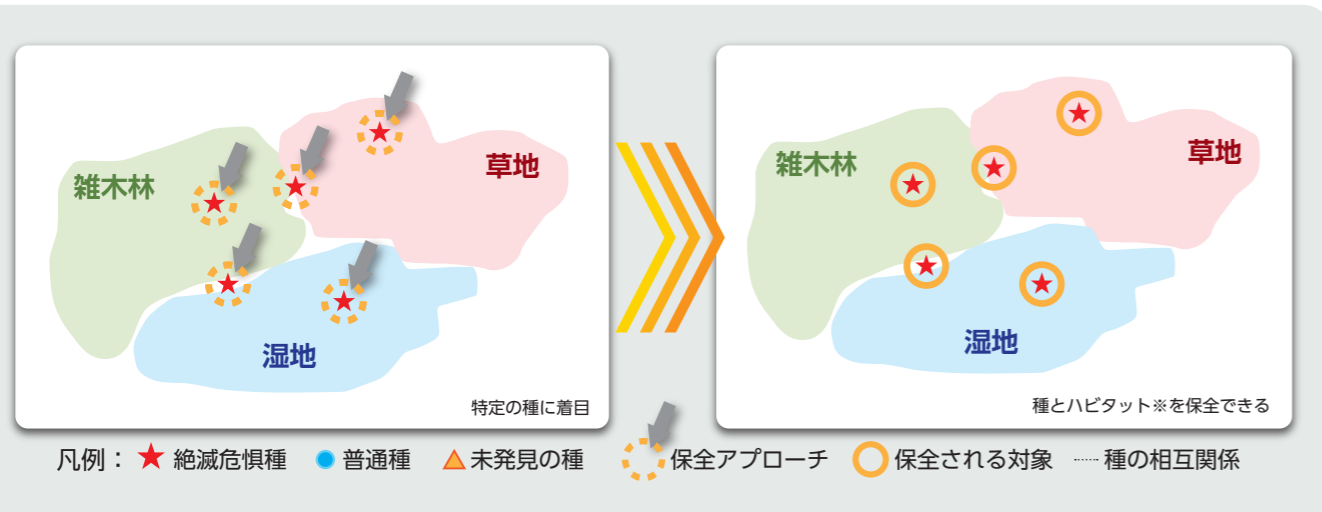 雑木林
草地
湿地
特定の種に着目
雑木林
草地
湿地
種とハビタット※を保全できる
凡例： 絶滅危惧種 普通種 未発見の種 保全アプローチ 保全される対象 種の相互関係